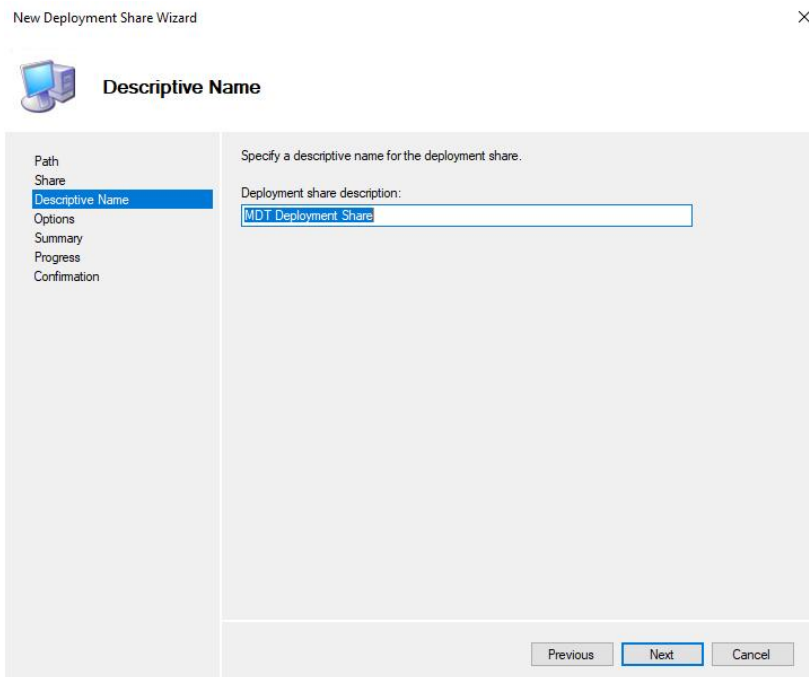 New Deployment Share Wizard
Descriptive Name
Path
Share
Descriptive Name
Options
Summary
Progress
Confirmation
Specify a descriptive name for the deployment share.
Deployment share description:
MDT Deployment Share
Previous
Next
Cancel